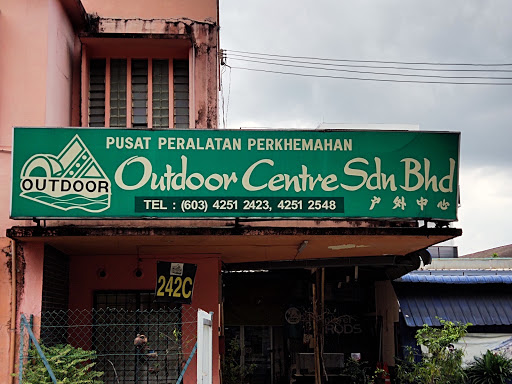 PUSAT PERALATAN PERKHEMAHAN
OUTDOOR
Outdoor Centre Sdn Bhd
TEL : (603) 4251 2423, 4251 2548
户外中心
242C
RODS